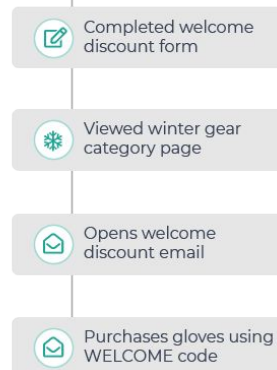 Completed welcome
discount form
Viewed winter gear
category page
Opens welcome
discount email
Purchases gloves using
WELCOME code